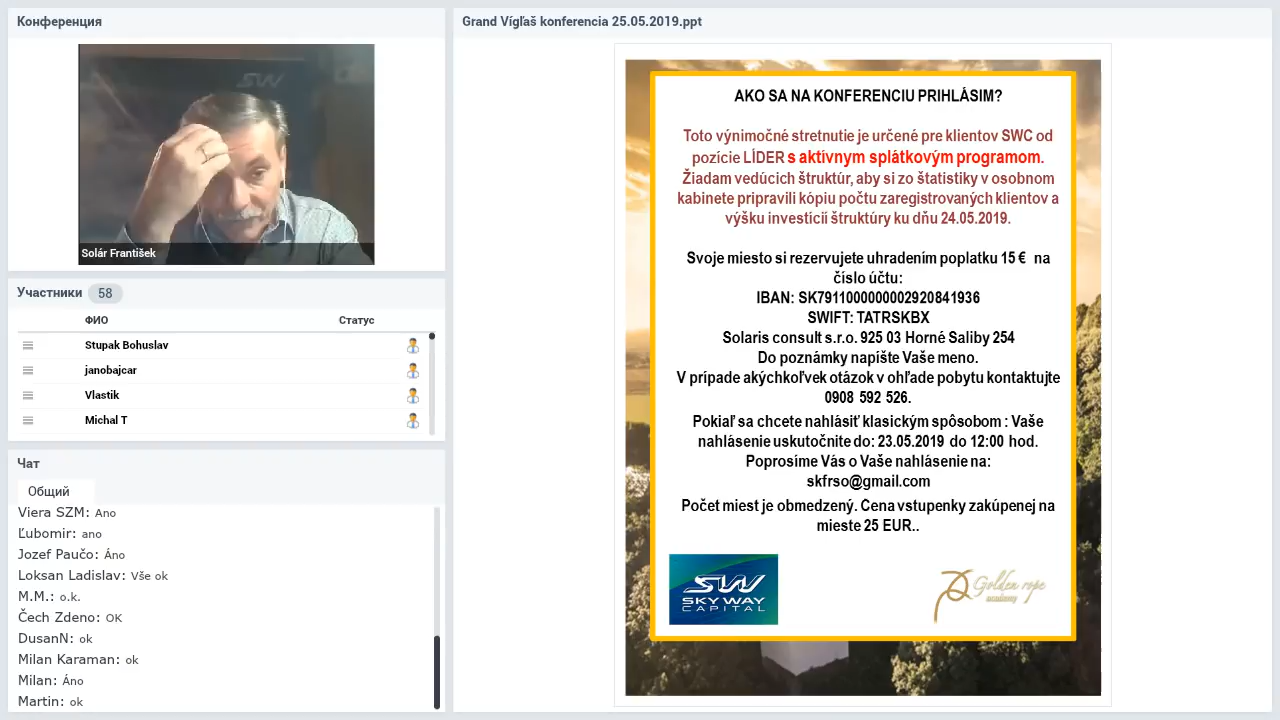 Конференция
SW
Solár František
Участники 58
ФИО Статус
Stupak Bohuslav
janobajcar
Vlastik
Michal T
Чат
Общий
Viera SZM: Ano
Ľubomir: ano
Jozef Paučo: Áno
Loksan Ladislav: Vše ok
M.M.: o.k.
Čech Zdeno: OK
DusanN: ok
Milan Karaman: ok
Milan: Áno
Martin: ok
Grand Vígľaš konferencia 25.05.2019.ppt
AKO SA NA KONFERENCIU PRIHLÁSIM?
Toto výnimočné stretnutie je určené pre klientov SWC od
pozície LÍDER s aktívnym splátkovým programom.
Žiadam vedúcich štruktúr, aby si zo štatistiky v osobnom
kabinete pripravili kópiu počtu zaregistrovaných klientov a
výšku investicií štruktúry ku dňu 24.05.2019.
Svoje miesto si rezervujete uhradením poplatku 15 € na
číslo účtu:
IBAN: SK7911000000002920841936
SWIFT: TATRSKBX
Solaris consult s.r.o. 925 03 Horné Saliby 254
Do poznámky napíšte Vaše meno.
V prípade akýchkoľvek otázok v ohľade pobytu kontaktujte
0908 592 526.
Pokiaľ sa chcete nahlásiť klasickým spôsobom : Vaše
nahlásenie uskutočnite do: 23.05.2019 do 12:00 hod.
Poprosíme Vás o Vaše nahlásenie na:
skfrso@gmail.com
Počet miest je obmedzený. Cena vstupenky zakúpenej na
mieste 25 EUR..
SW
SKYWAY
CAPITAL
Golden rope
academy